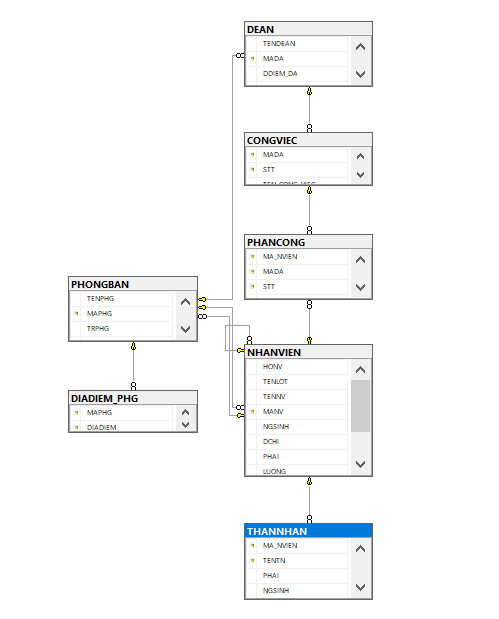 DEAN
TENDEAN
MADA
DDIEM_DA
CONGVIEC
MADA
STT
PHANCONG
MA_NVIEN
MADA
STT
PHONGBAN
TENPHG
MAPHG
TRPHG
DIADIEM_PHG
MAPHG
DIADIEM
NHANVIEN
HONV
TENLOT
TENNV
MANV
NGSINH
DCHI
PHAI
LUONG
THANNHAN
MA_NVIEN
TENTN
PHAI
NGSINH